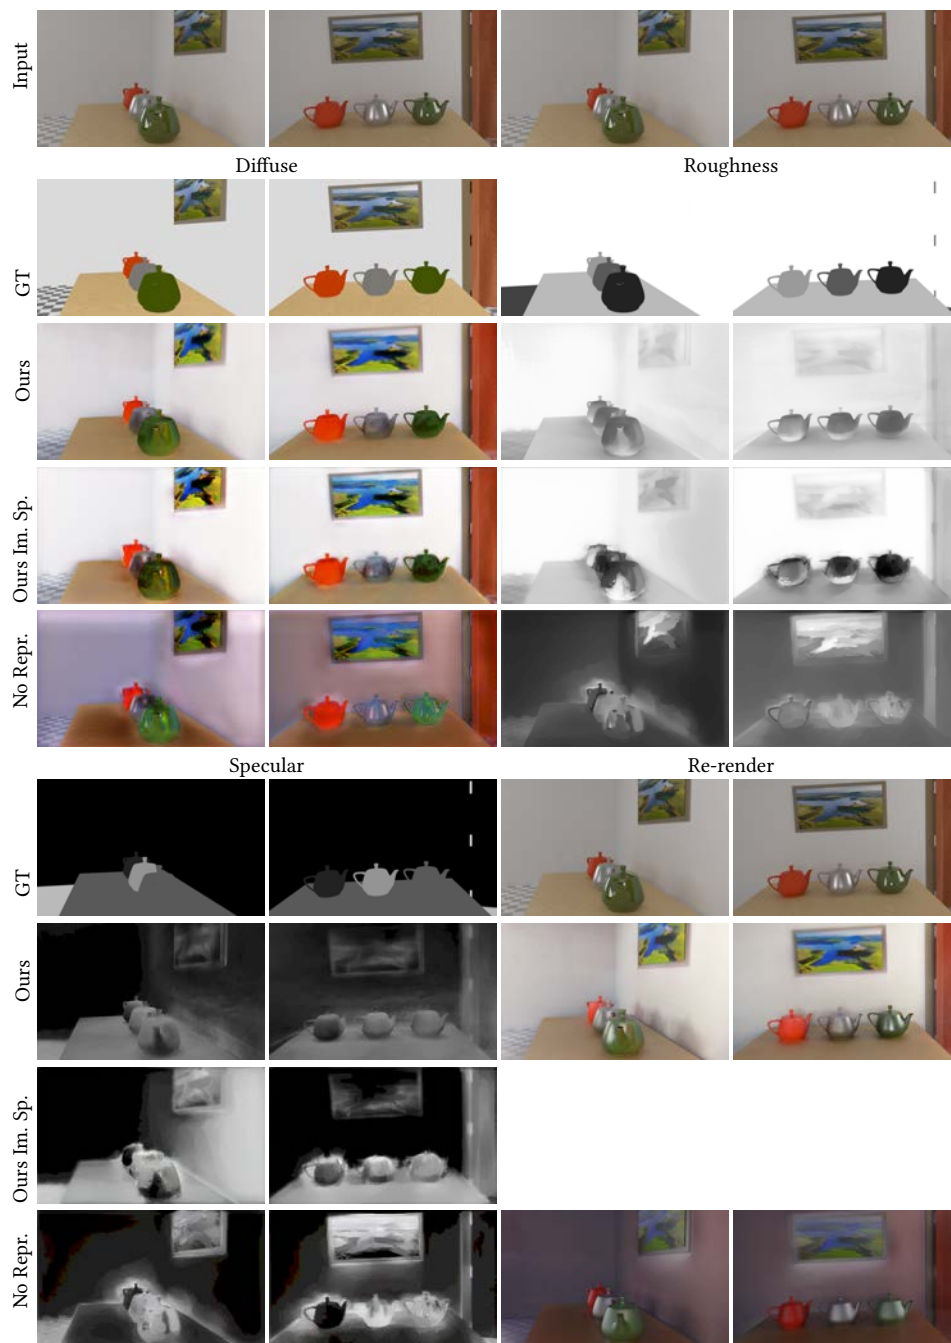 Input
Diffuse Roughness
GT
Ours
Ours Im. Sp.
No Repr.
Specular Re-render
GT
Ours
Ours Im. Sp.
No Repr.